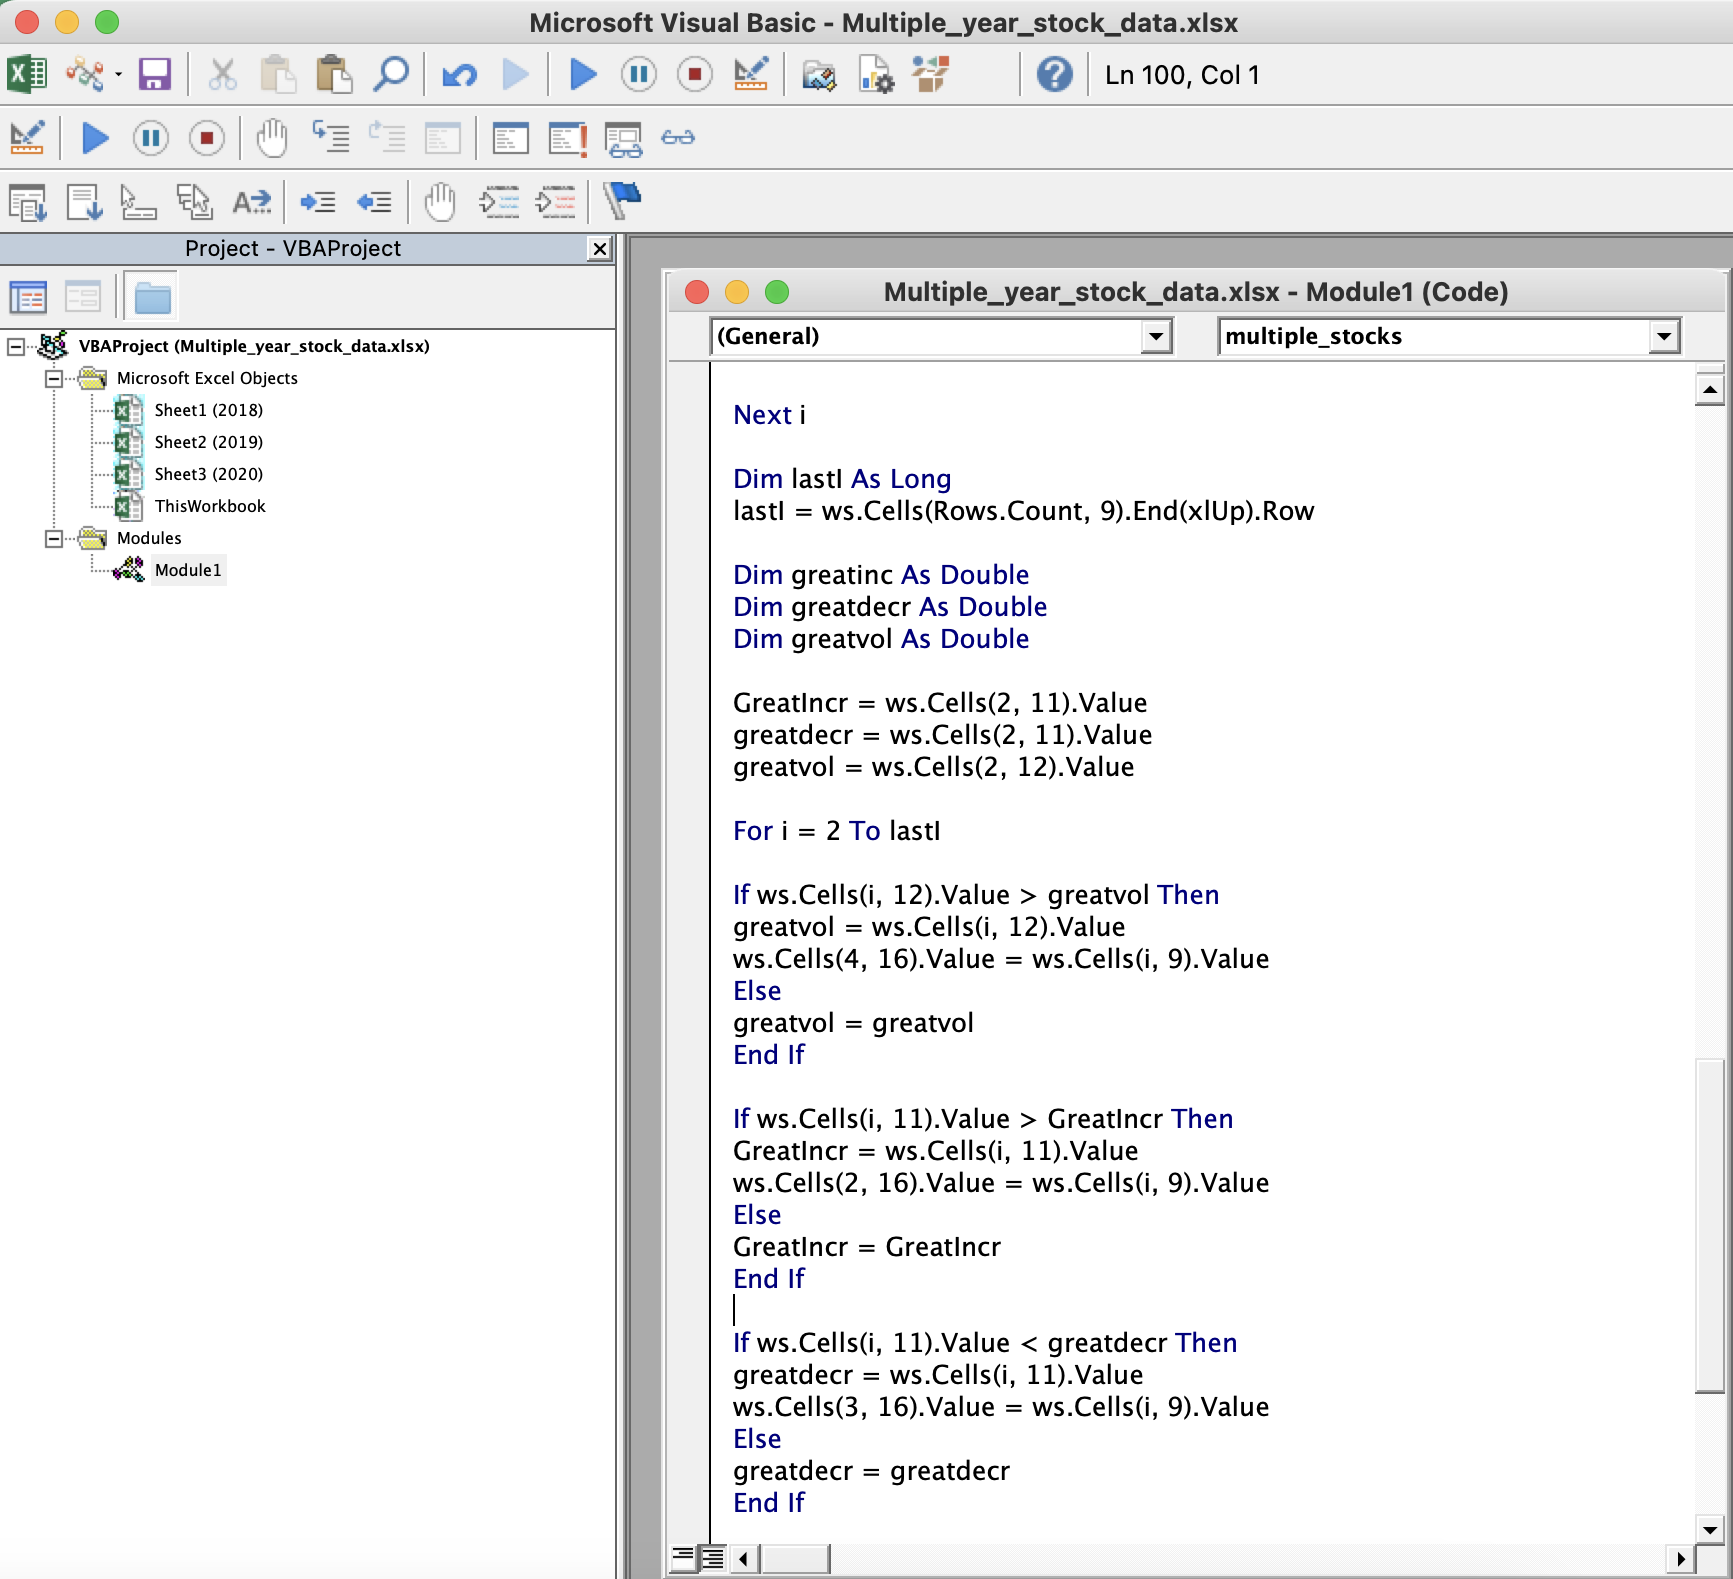 Microsoft Visual Basic - Multiple_year_stock_data.xlsx
Ln 100, Col 1
Project - VBAProject
VBAProject (Multiple_year_stock_data.xlsx)
Microsoft Excel Objects
Sheet1 (2018)
Sheet2 (2019)
Sheet3 (2020)
ThisWorkbook
Modules
Module1
Multiple_year_stock_data.xlsx - Module1 (Code)
(General)
multiple_stocks
Next i
Dim lastI As Long
lastI = ws.Cells(Rows.Count, 9).End(xlUp).Row
Dim greatinc As Double
Dim greatdecr As Double
Dim greatvol As Double
GreatIncr = ws.Cells(2, 11).Value
greatdecr = ws.Cells(2, 11).Value
greatvol = ws.Cells(2, 12).Value
For i = 2 To lastI
If ws.Cells(i, 12).Value > greatvol Then
greatvol = ws.Cells(i, 12).Value
ws.Cells(4, 16).Value = ws.Cells(i, 9).Value
Else
greatvol = greatvol
End If
If ws.Cells(i, 11).Value > GreatIncr Then
GreatIncr = ws.Cells(i, 11).Value
ws.Cells(2, 16).Value = ws.Cells(i, 9).Value
Else
GreatIncr = GreatIncr
End If
If ws.Cells(i, 11).Value < greatdecr Then
greatdecr = ws.Cells(i, 11).Value
ws.Cells(3, 16).Value = ws.Cells(i, 9).Value
Else
greatdecr = greatdecr
End If